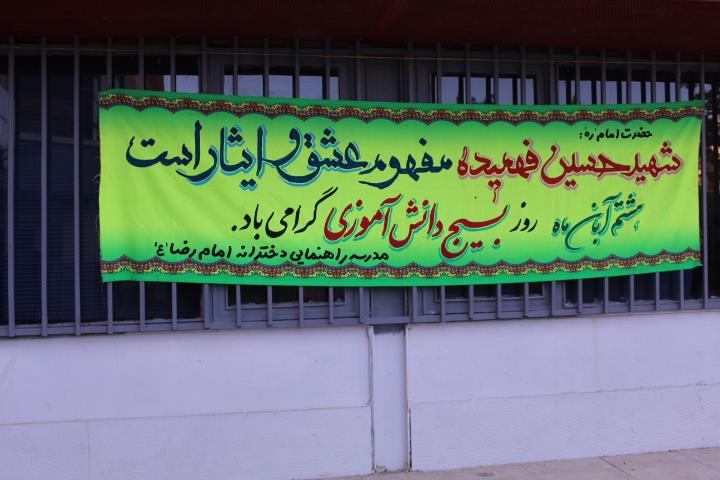 حضرت امام (ره):
شهید حسین فهمیده مفهوم عشق و ایثار است
هشتم آبان ماه روز بسیج دانش آموزی گرامی باد.
مدرسه راهنمایی دخترانه امام رضا (ع)